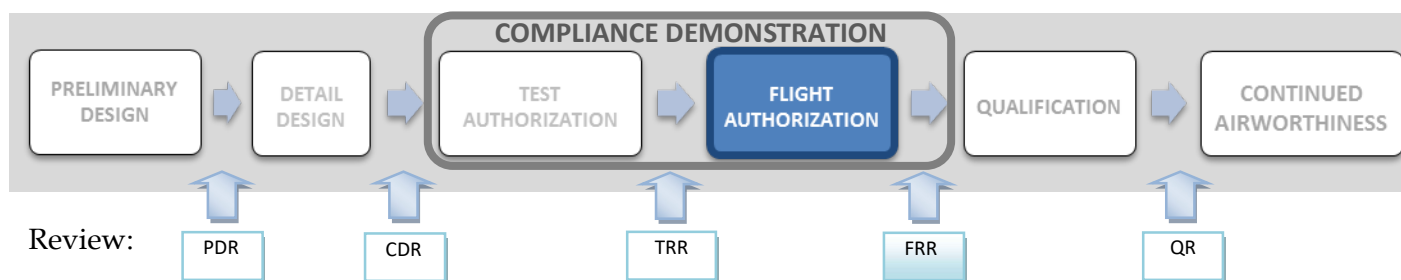 COMPLIANCE DEMONSTRATION
PRELIMINARY
DESIGN
DETAIL
DESIGN
TEST
AUTHORIZATION
FLIGHT
AUTHORIZATION
QUALIFICATION
CONTINUED
AIRWORTHINESS
Review:
PDR
CDR
TRR
FRR
QR